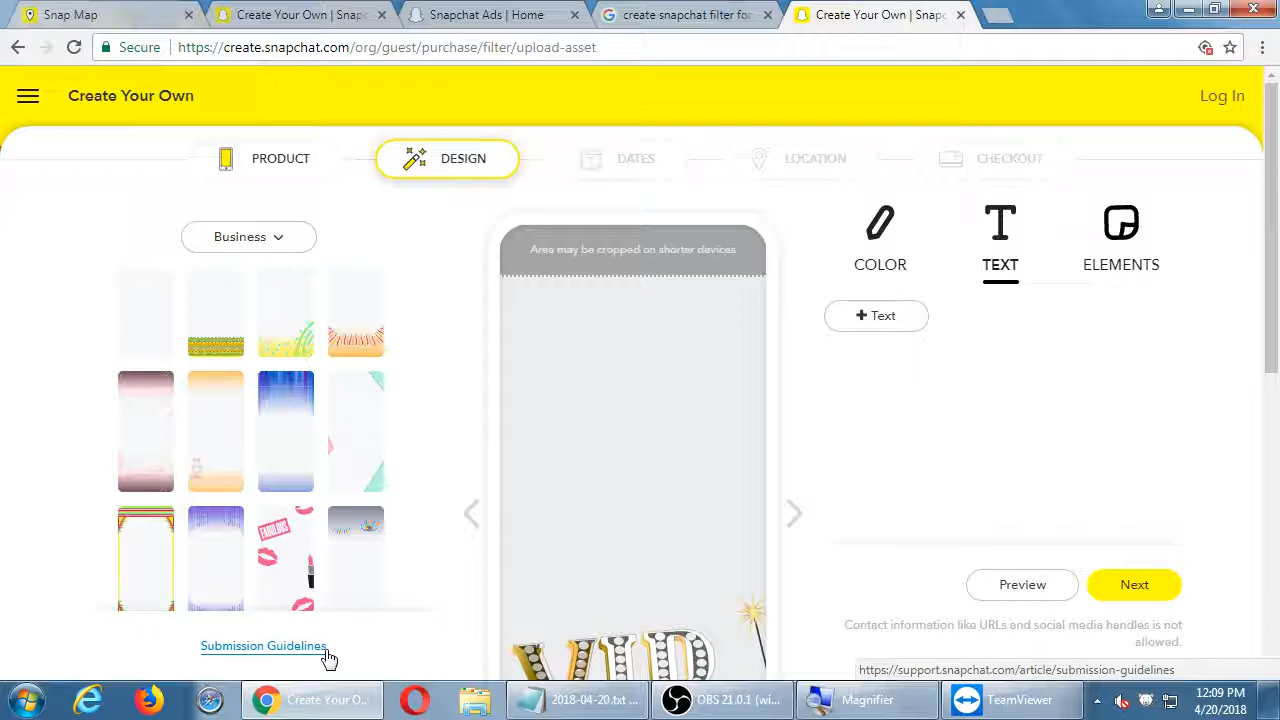 Snap Map
Create Your Own | Snapc
Snapchat Ads | Home
create snapchat filter for
Create Your Own | Snapc
Secure
https://create.snapchat.com/org/guest/purchase/filter/upload-asset
Create Your Own
Log In
PRODUCT
DESIGN
DATES
LOCATION
CHECKOUT
Business
Area may be cropped on shorter devices
COLOR
TEXT
ELEMENTS
+ Text
FABULOUS
VIP
Preview
Next
Contact information like URLs and social media handles is not
allowed.
Submission Guidelines
https://support.snapchat.com/article/submission-guidelines
Create Your O...
2018-04-20.txt ...
OBS 21.0.1 (wi...
Magnifier
TeamViewer
12:09 PM
4/20/2018